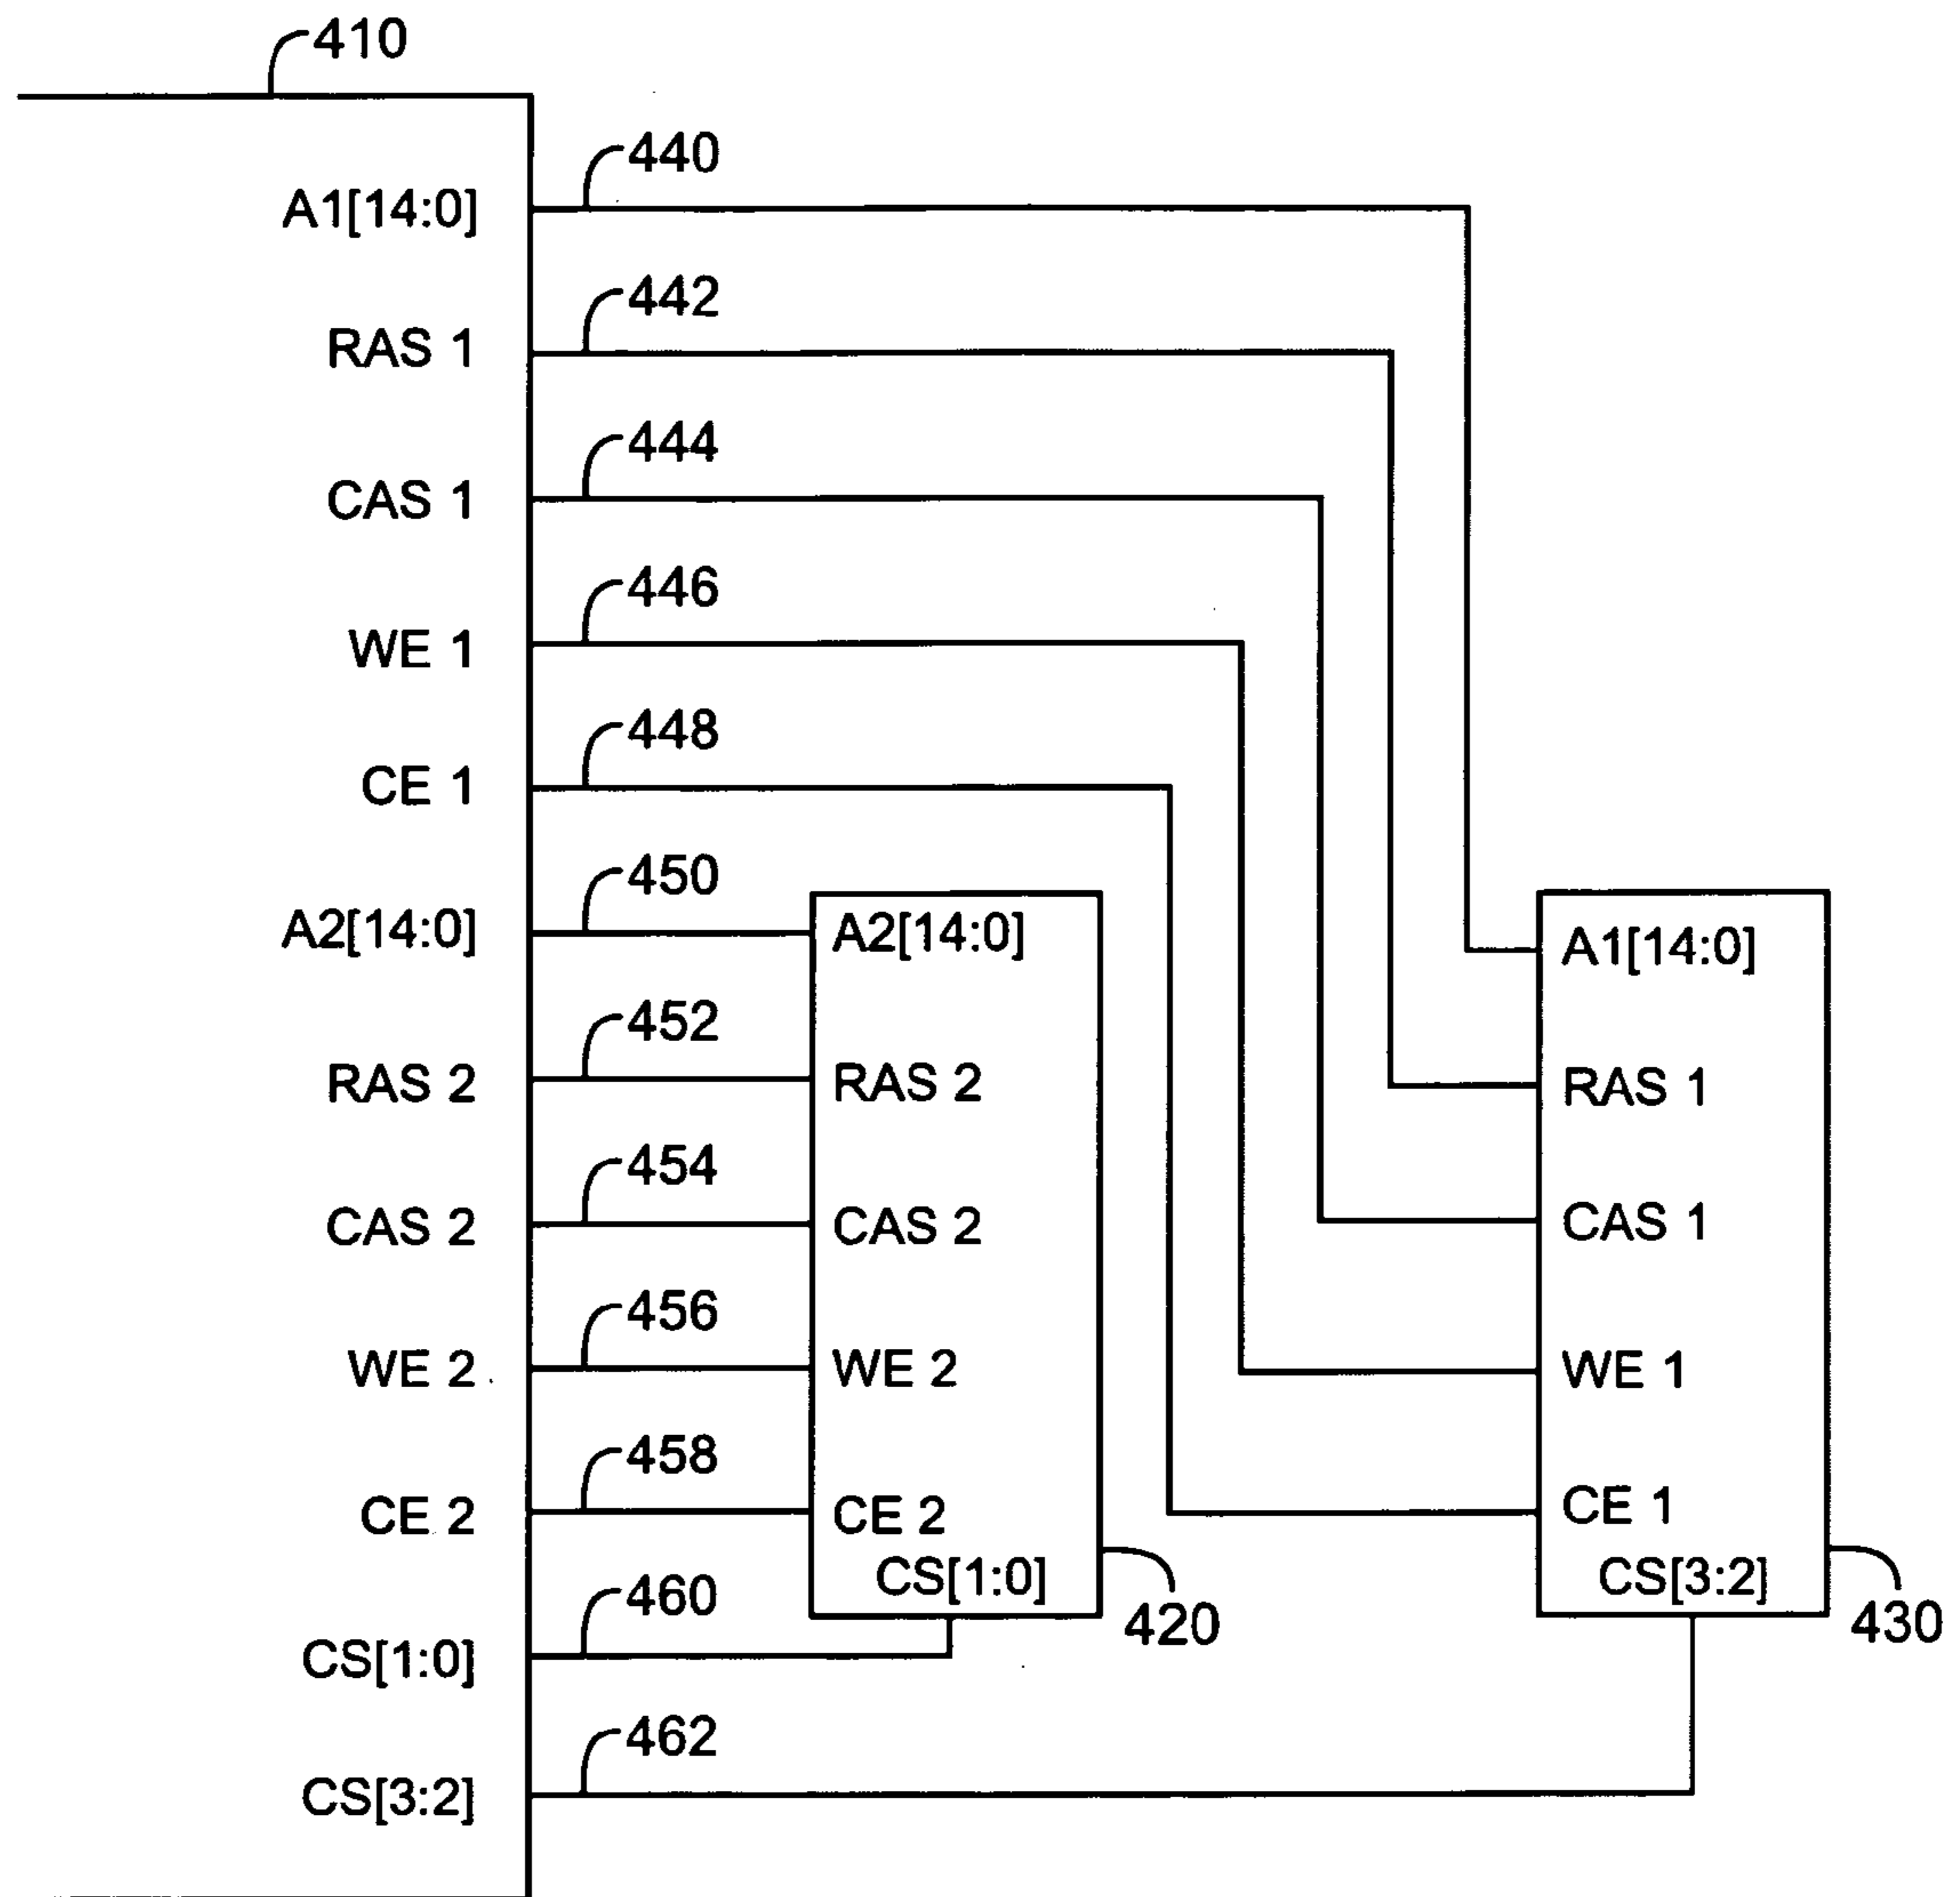 410
440
A1[14:0]
442
RAS 1
444
CAS 1
446
WE 1
448
CE 1
450
A2[14:0] A2[14:0] A1[14:0]
452
RAS 2 RAS 2 RAS 1
454
CAS 2 CAS 2 CAS 1
456
WE 2 WE 2 WE 1
458
CE 2 CE 2 CE 1
CS[1:0] CS[3:2]
460 420 430
CS[1:0]
462
CS[3:2]